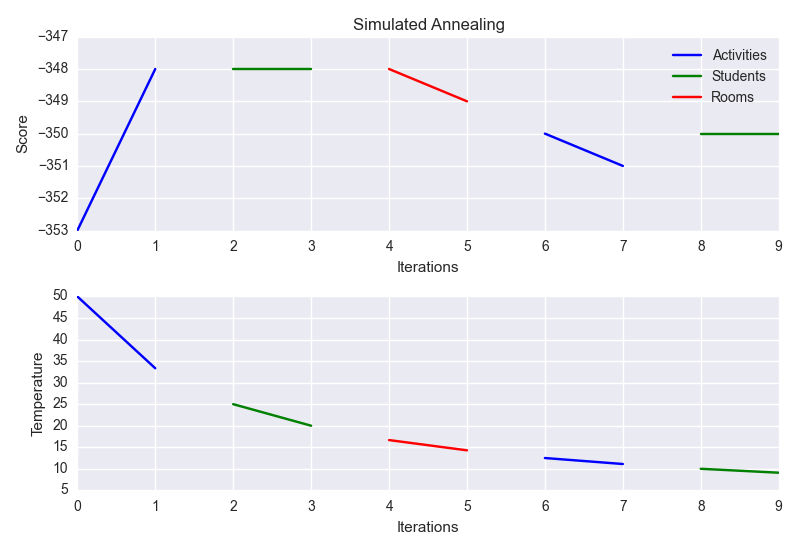 Simulated Annealing
−347
−348
−349
−350
−351
−352
−353
Score
Activities
Students
Rooms
0 1 2 3 4 5 6 7 8 9
Iterations
50
45
40
35
30
25
20
15
10
5
Temperature
0 1 2 3 4 5 6 7 8 9
Iterations